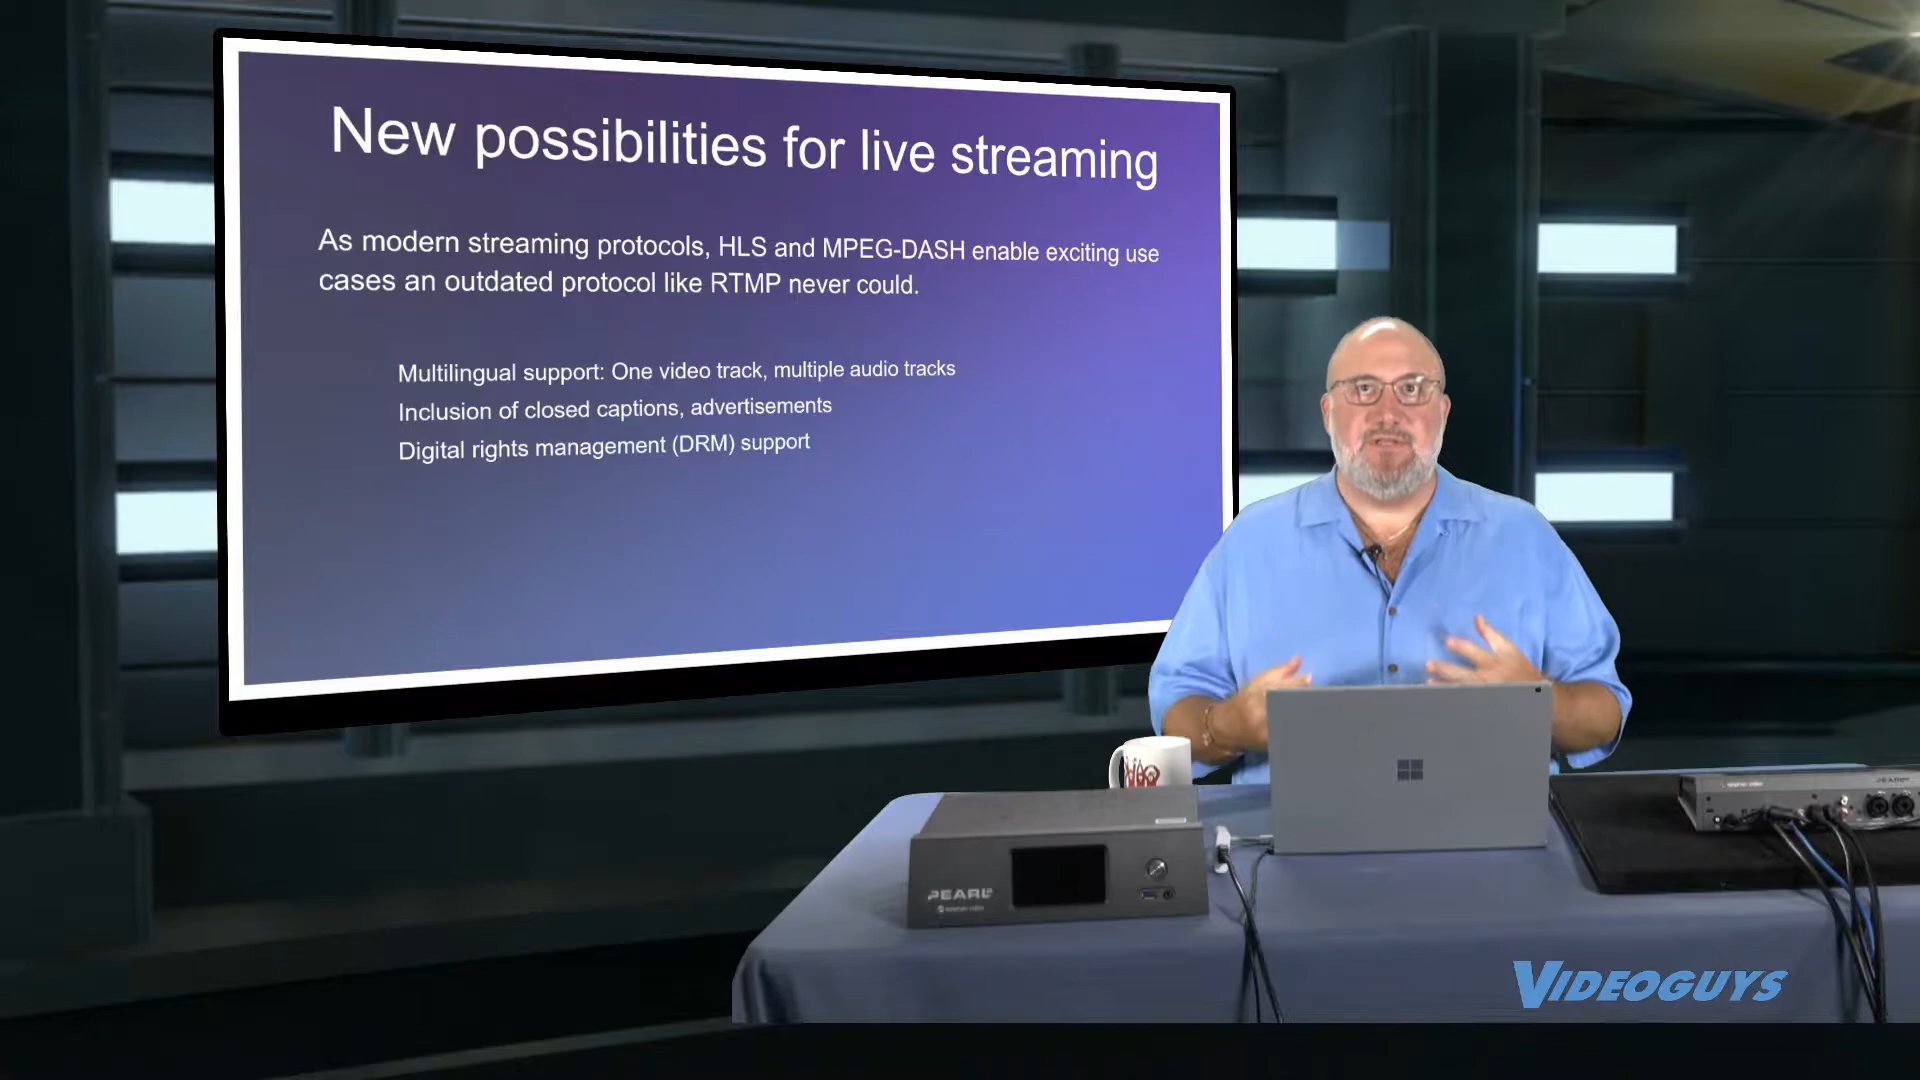 New possibilities for live streaming
As modern streaming protocols, HLS and MPEG-DASH enable exciting use
cases an outdated protocol like RTMP never could.
Multilingual support: One video track, multiple audio tracks
Inclusion of closed captions, advertisements
Digital rights management (DRM) support
PEARL
VIDEOGUYS